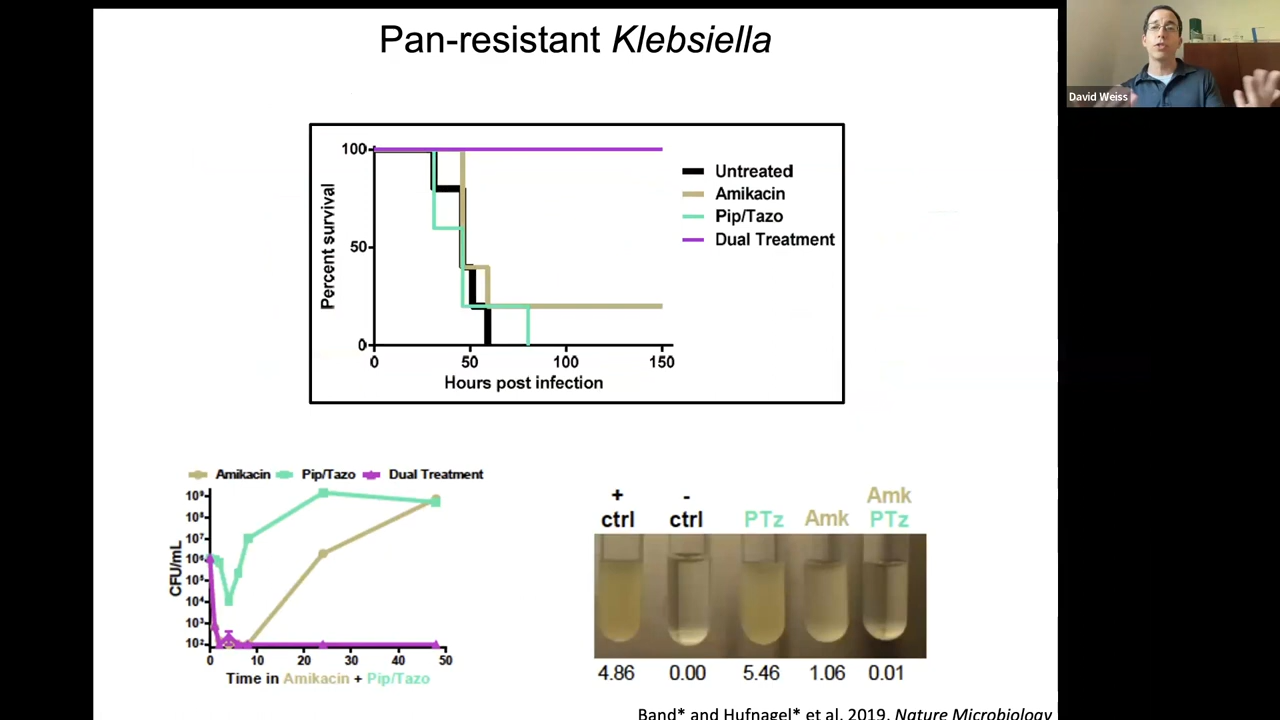 Pan-resistant Klebsiella
David Weiss
100
50
0
Percent survival
0 50 100 150
Hours post infection
Untreated
Amikacin
Pip/Tazo
Dual Treatment
Amikacin Pip/Tazo Dual Treatment
10⁹
10⁸
10⁷
10⁶
10⁵
10⁴
10³
10²
CFU/mL
0 10 20 30 40 50
Time in Amikacin + Pip/Tazo
+ - Amk
ctrl ctrl PTz Amk PTz
4.86 0.00 5.46 1.06 0.01
Band* and Hufnagel* et al. 2019. Nature Microbiology